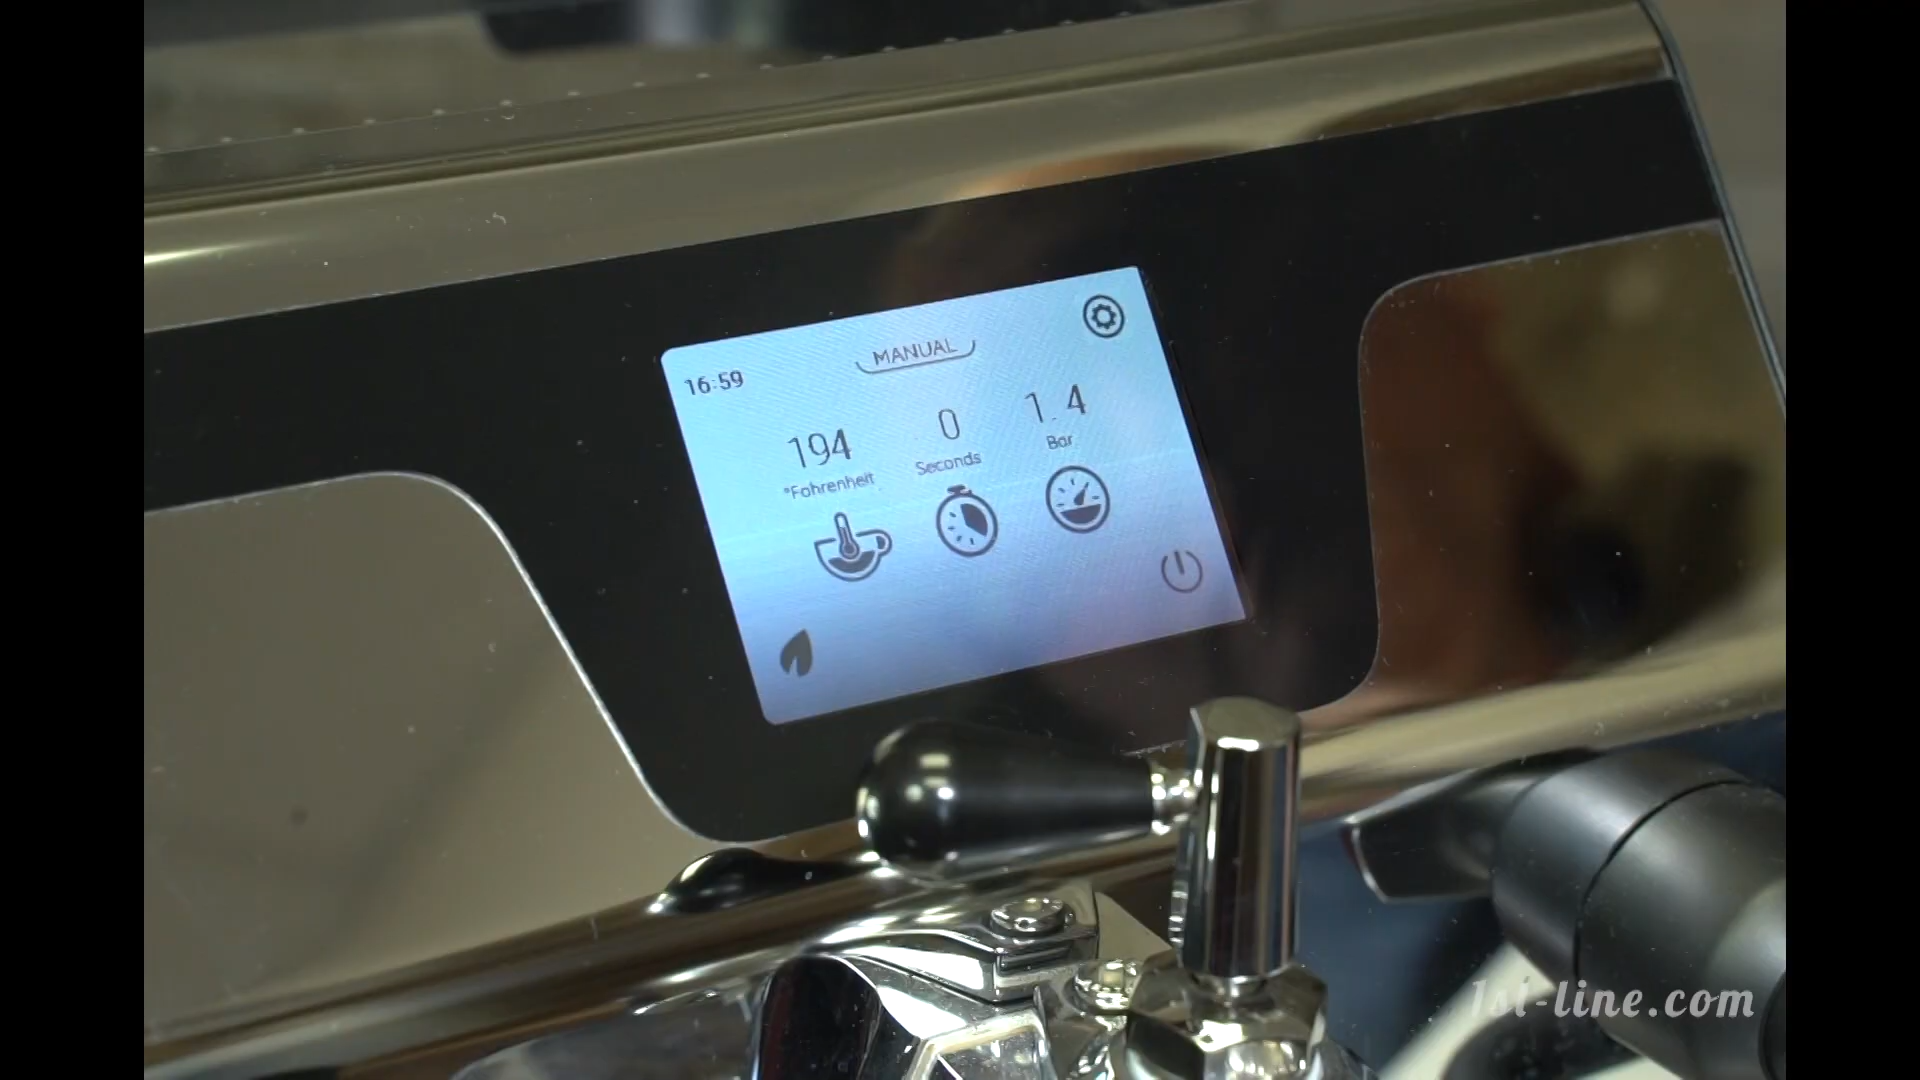 16:59
MANUAL
194
°Fahrenheit
0
Seconds
1.4
Bar
1st-line.com